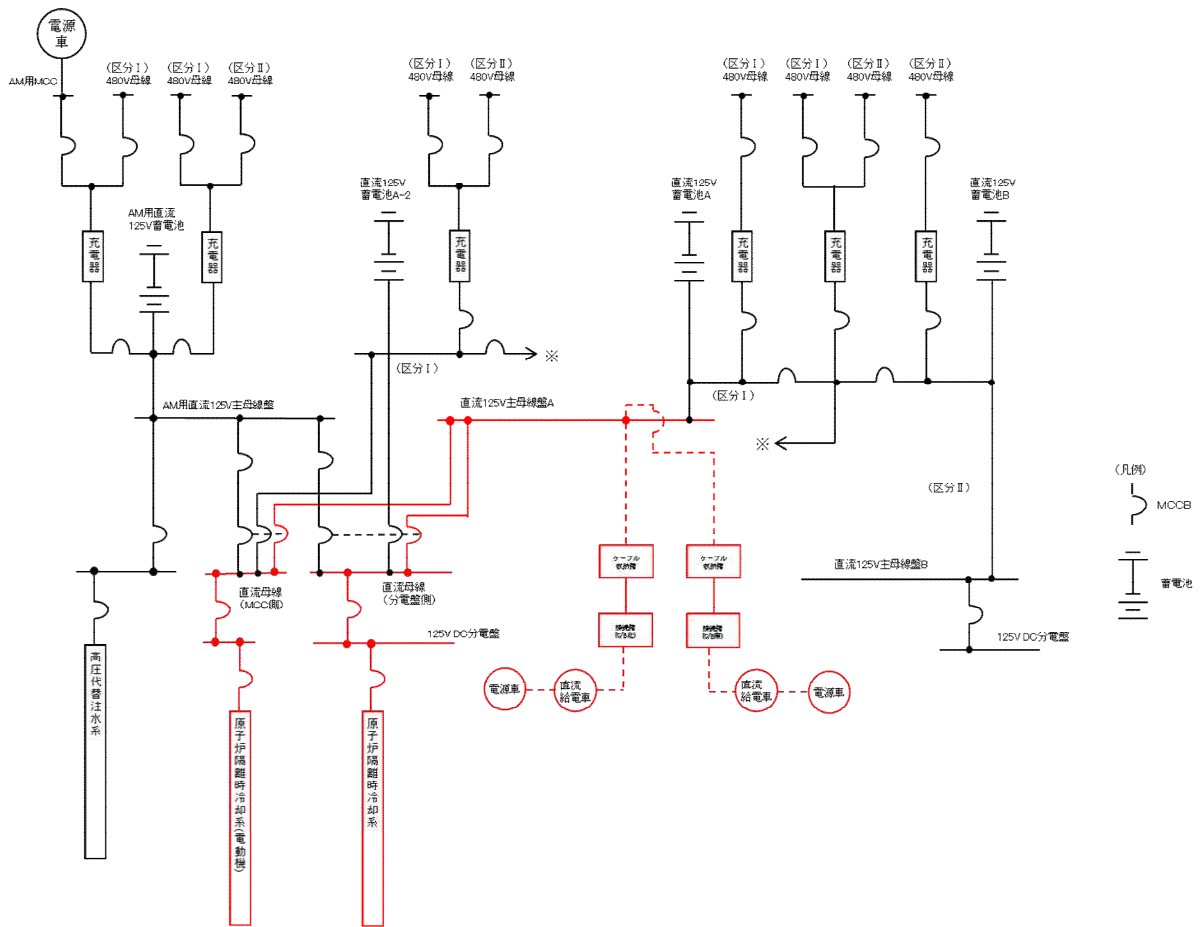 電源
車
AM用MCC
(区分Ⅰ)
480V母線
(区分Ⅰ)
480V母線
(区分Ⅱ)
480V母線
(区分Ⅰ)
480V母線
(区分Ⅱ)
480V母線
(区分Ⅰ)
480V母線
(区分Ⅰ)
480V母線
(区分Ⅱ)
480V母線
(区分Ⅱ)
480V母線
直流125V
蓄電池A-2
直流125V
蓄電池A
直流125V
蓄電池B
AM用直流
125V蓄電池
充電器
充電器
充電器
充電器
充電器
充電器
※
(区分Ⅰ)
(区分Ⅰ)
AM用直流125V主母線盤
直流125V主母線盤A
※
(凡例)
MCCB
蓄電池
(区分Ⅱ)
ケーブル
収納箱
ケーブル
収納箱
直流125V主母線盤B
直流母線
(MCC側)
直流母線
(分電盤側)
125V DC分電盤
125V DC分電盤
電源車
直流
給電車
直流
給電車
電源車
高圧代替注水系
原子炉隔離時冷却系(電動機)
原子炉隔離時冷却系